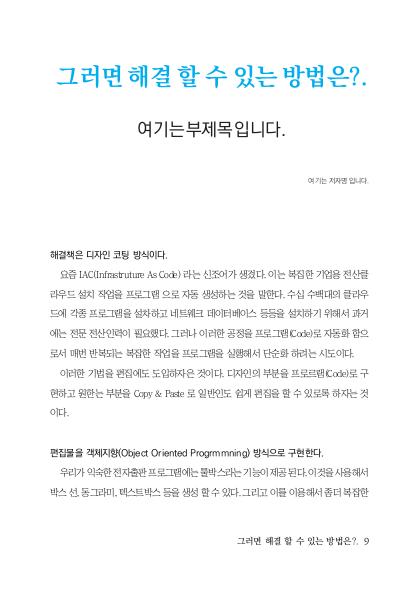 그러면 해결 할 수 있는 방법은?.
여기는부제목입니다.
여기는 저자명 입니다.
해결책은 디자인 코팅 방식이다.
요즘 IAC(Infrastruture As Code) 라는 신조어가 생겼다. 이는 복잡한 기업용 전산클
라우드 설치 작업을 프로그램 으로 자동 생성하는 것을 말한다. 수십 수백대의 클라우
드에 각종 프로그램을 설차하고 네트워크 데이터베이스 등등을 설치하기 위해서 과거
에는 전문 전산인력이 필요했다. 그러나 이러한 공정을 프로그램(Code)로 자동화 함으
로서 매번 반복되는 복잡한 작업을 프로그램을 실행해서 단순화 하려는 시도이다.
이러한 기법을 편집에도 도입하자은 것이다. 디자인의 부분을 프로르램(Code)로 구
현하고 원한는 부분을 Copy & Paste 로 일반인도 쉽게 편집을 할 수 있로록 하자는 것
이다.
편집물을 객체지향(Object Oriented Progrmmning) 방식으로 구현한다.
우리가 익숙한 전자출판 프로그램에는 툴박스라는 기능이 제공 된다. 이것을 사용해서
박스 선, 동그라미, 텍스트박스 등을 생성 할 수 있다. 그리고 이를 이용해서 좀더 복잡한
그러면 해결 할 수 있는 방법은?. 9